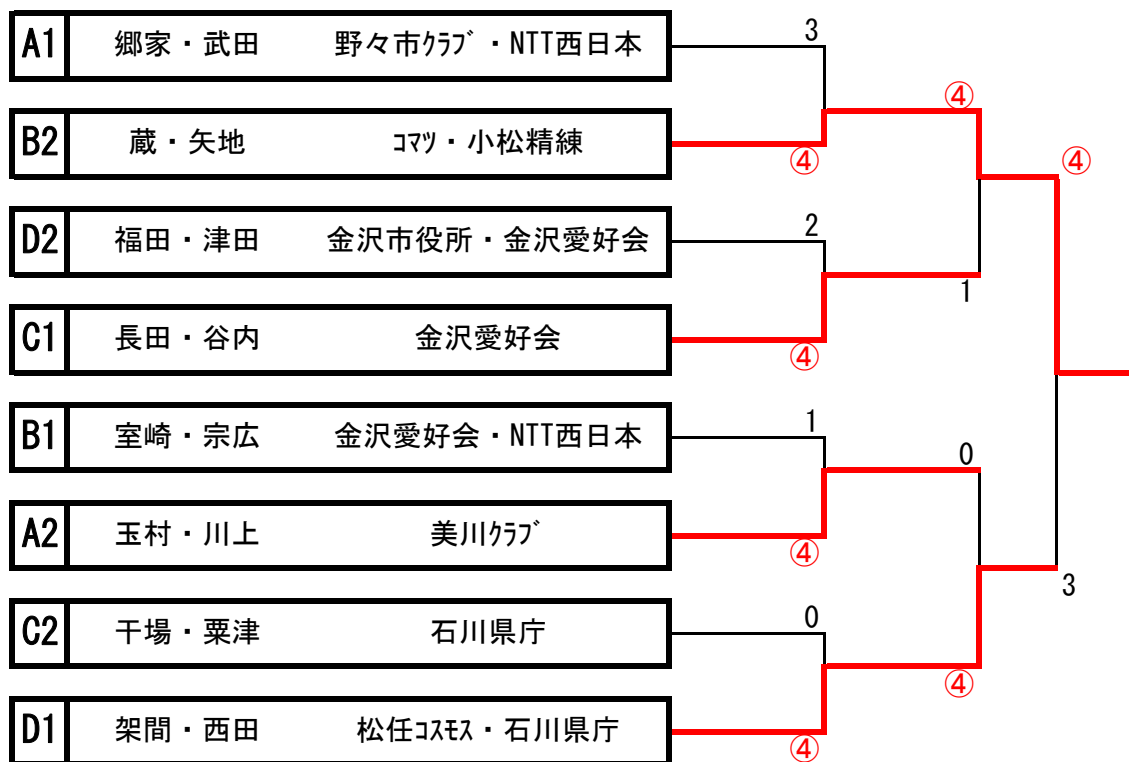 A1 郷家・武田 野々市ｸﾗﾌﾞ・NTT西日本 3
④
B2 蔵・矢地 ｺﾏﾂ・小松精練 ④
④
D2 福田・津田 金沢市役所・金沢愛好会 2
1
C1 長田・谷内 金沢愛好会 ④
B1 室崎・宗広 金沢愛好会・NTT西日本 1
0
A2 玉村・川上 美川ｸﾗﾌﾞ ④
3
C2 干場・粟津 石川県庁 0
④
D1 架間・西田 松任ｺｽﾓｽ・石川県庁 ④